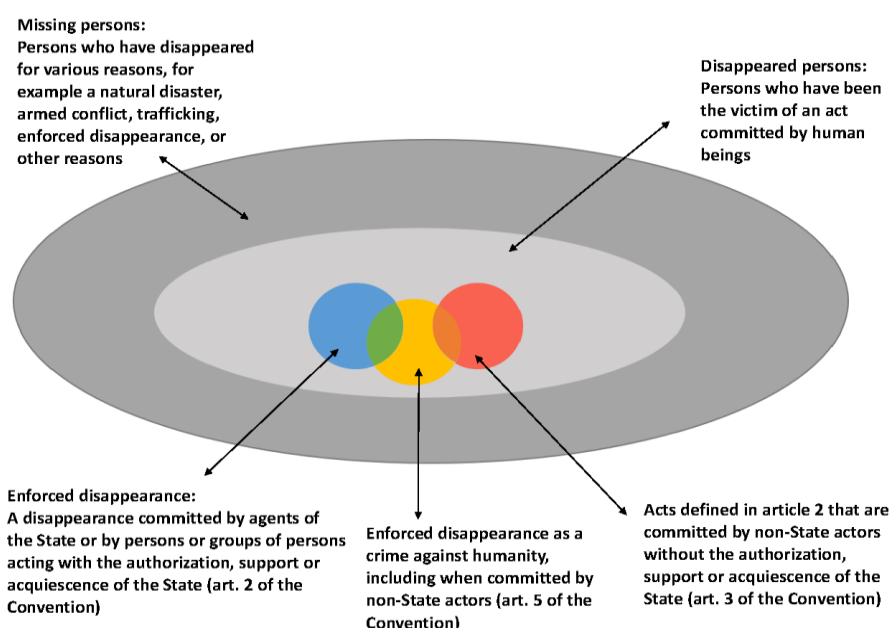 Missing persons:
Persons who have disappeared
for various reasons, for
example a natural disaster,
armed conflict, trafficking,
enforced disappearance, or
other reasons
Disappeared persons:
Persons who have been
the victim of an act
committed by human
beings
Enforced disappearance:
A disappearance committed by agents of
the State or by persons or groups of persons
acting with the authorization, support or
acquiescence of the State (art. 2 of the
Convention)
Enforced disappearance as a
crime against humanity,
including when committed by
non-State actors (art. 5 of the
Convention)
Acts defined in article 2 that are
committed by non-State actors
without the authorization,
support or acquiescence of the
State (art. 3 of the Convention)